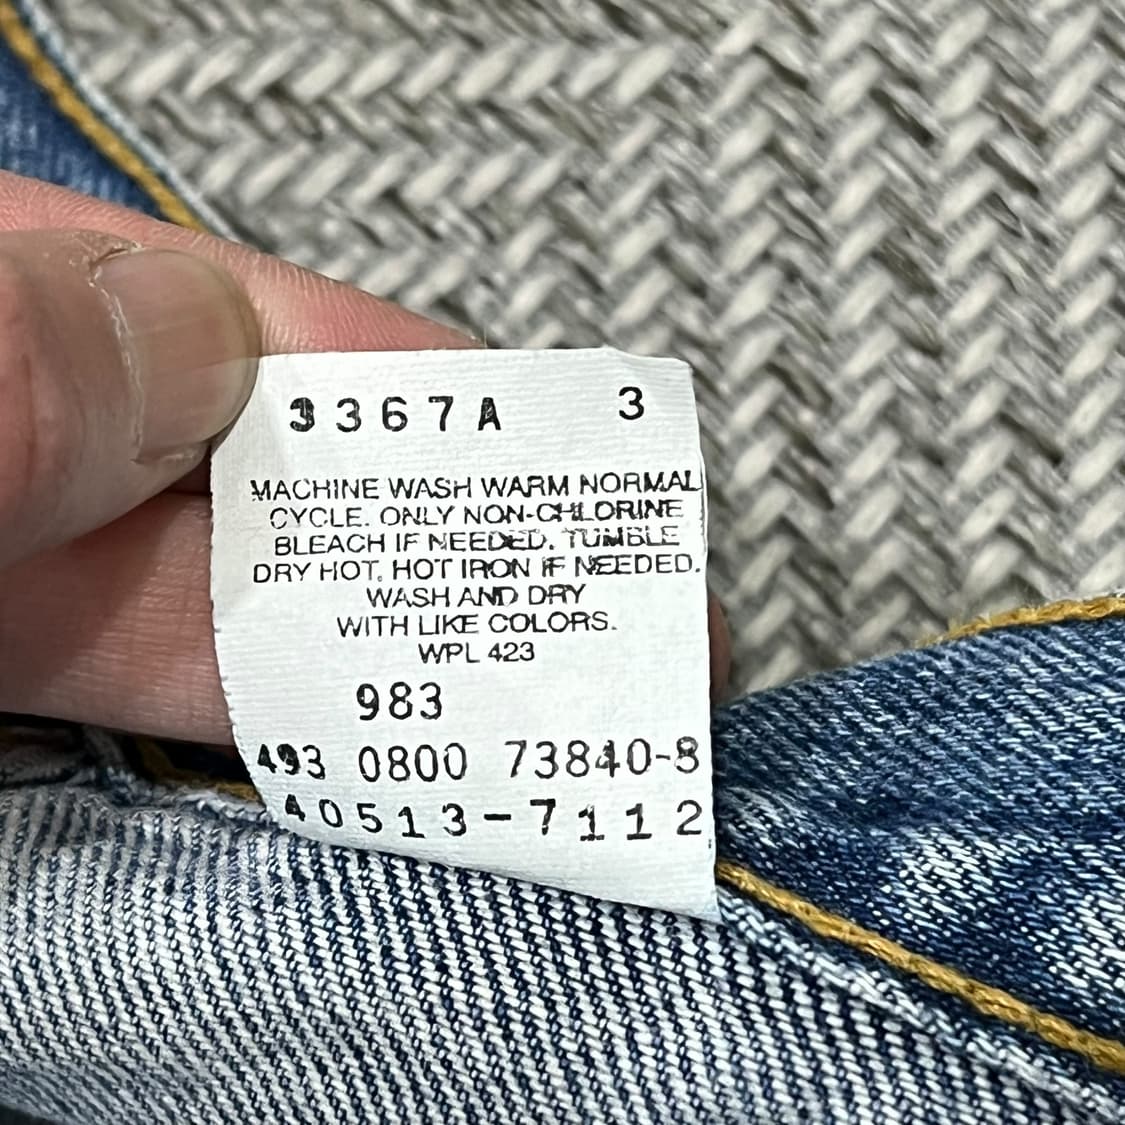 3367A 3
MACHINE WASH WARM NORMAL
CYCLE. ONLY NON-CHLORINE
BLEACH IF NEEDED. TUMBLE
DRY HOT. HOT IRON IF NEEDED.
WASH AND DRY
WITH LIKE COLORS.
WPL 423
983
493 0800 73840-8
40513-7112